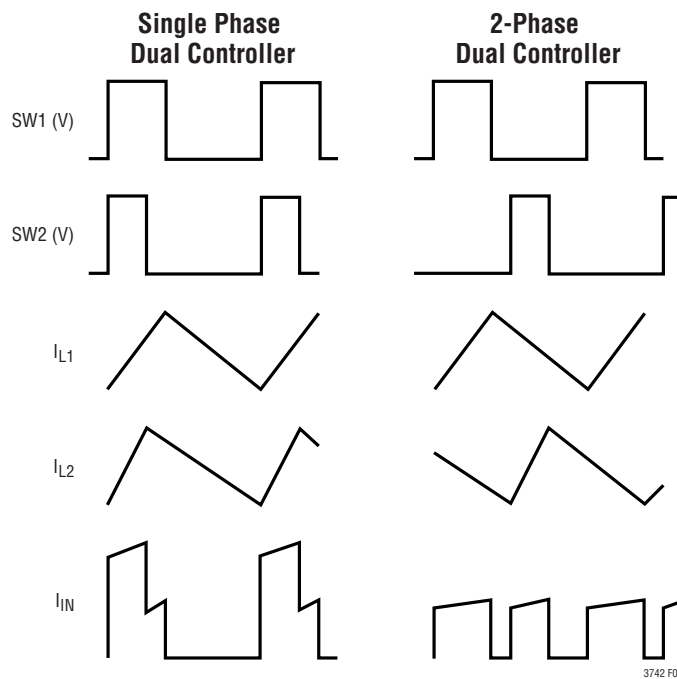 Single Phase
Dual Controller
2-Phase
Dual Controller
SW1 (V)
SW2 (V)
IL1
IL2
IIN
3742 F0